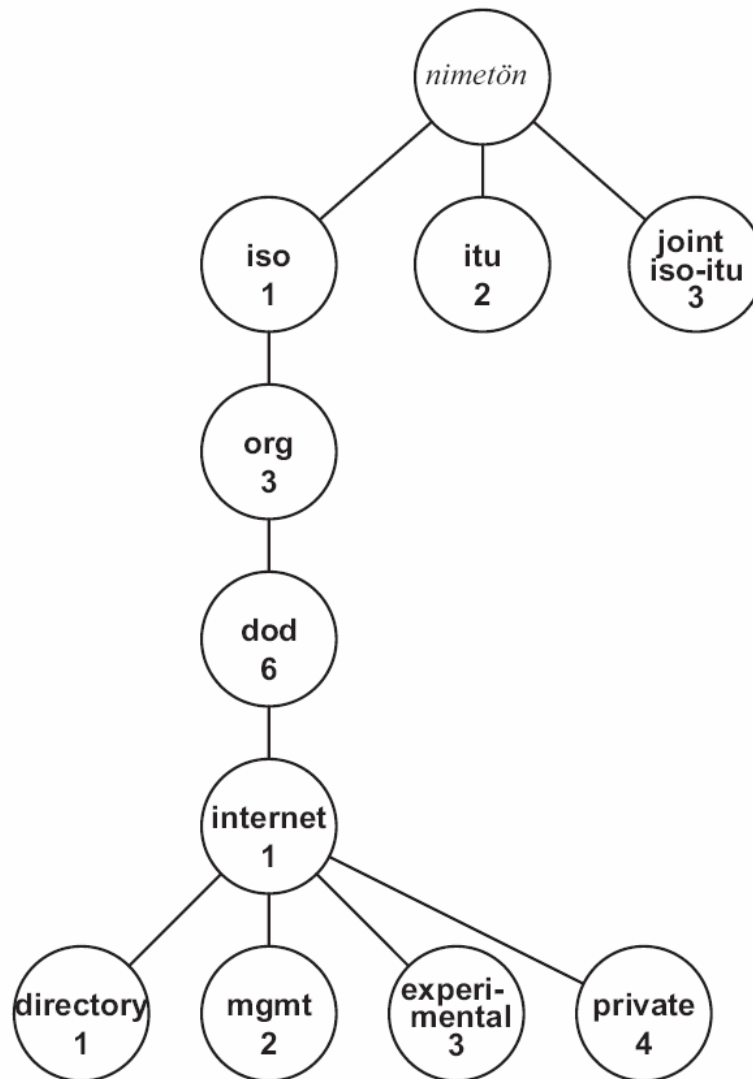 nimetön
iso
1
itu
2
joint
iso-itu
3
org
3
dod
6
internet
1
directory
1
mgmt
2
experi-
mental
3
private
4